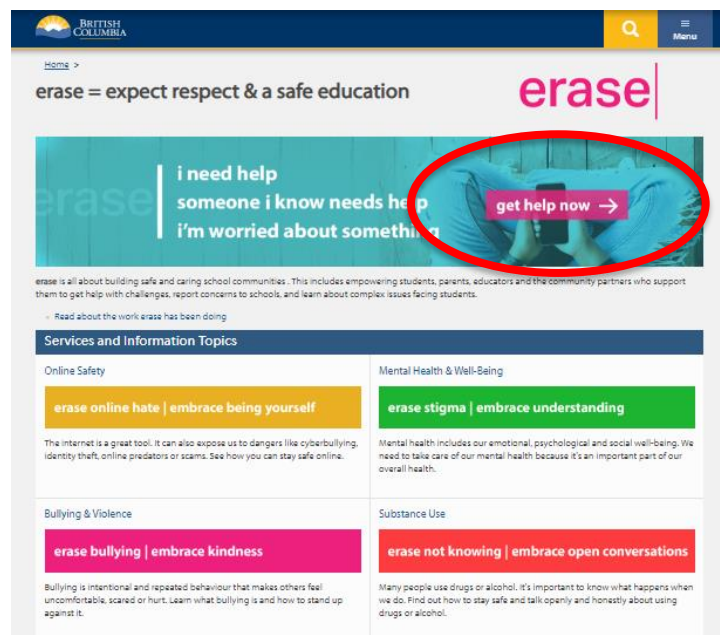 BRITISH
COLUMBIA
Menu
Home >
erase = expect respect & a safe education
erase
erase
i need help
someone i know needs help
i'm worried about something
get help now →
erase is all about building safe and caring school communities . This includes empowering students, parents, educators and the community partners who support
them to get help with challenges, report concerns to schools, and learn about complex issues facing students.
Read about the work erase has been doing
Services and Information Topics
Online Safety
erase online hate | embrace being yourself
The internet is a great tool. It can also expose us to dangers like cyberbullying,
identity theft, online predators or scams. See how you can stay safe online.
Mental Health & Well-Being
erase stigma | embrace understanding
Mental health includes our emotional, psychological and social well-being. We
need to take care of our mental health because it's an important part of our
overall health.
Bullying & Violence
erase bullying | embrace kindness
Bullying is intentional and repeated behaviour that makes others feel
uncomfortable, scared or hurt. Learn what bullying is and how to stand up
against it.
Substance Use
erase not knowing | embrace open conversations
Many people use drugs or alcohol. It's important to know what happens when
we do. Find out how to stay safe and talk openly and honestly about using
drugs or alcohol.